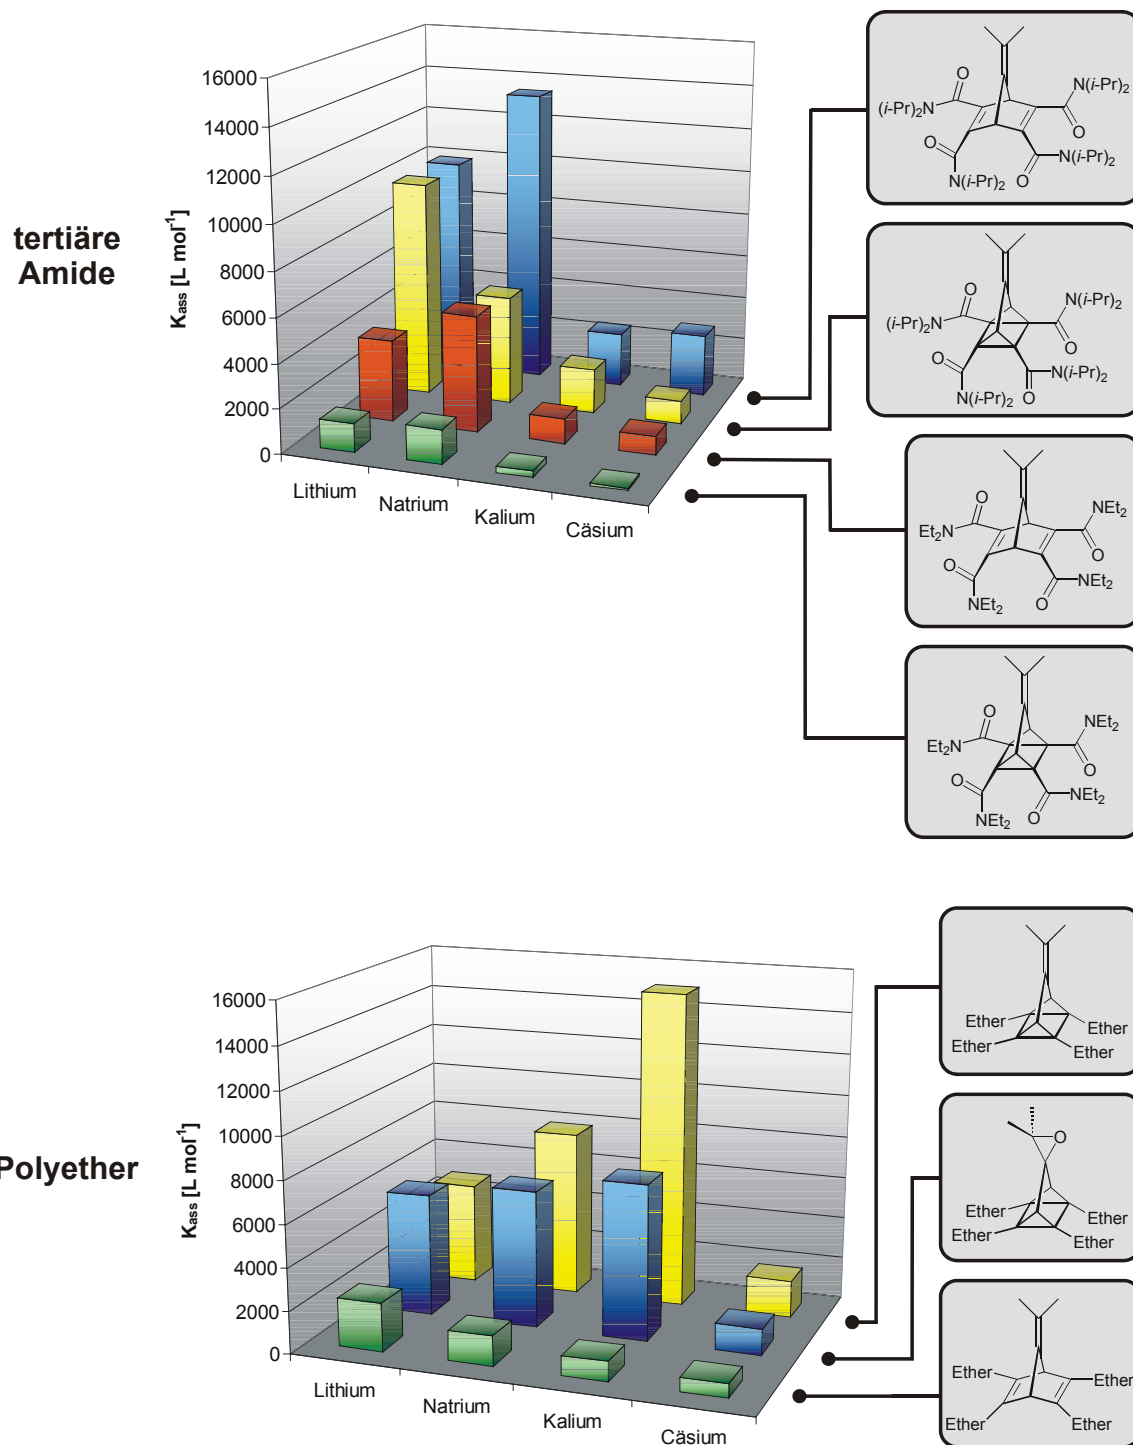 tertiäre
Amide
Kass [L mol-1]
16000
14000
12000
10000
8000
6000
4000
2000
0
Lithium
Natrium
Kalium
Cäsium
O
N(i-Pr)2
(i-Pr)2N
O
O
N(i-Pr)2
N(i-Pr)2
O
O
N(i-Pr)2
(i-Pr)2N
O
O
N(i-Pr)2
N(i-Pr)2
O
O
NEt2
Et2N
O
O
NEt2
NEt2
O
O
NEt2
Et2N
O
O
NEt2
NEt2
O
Polyether
Kass [L mol-1]
16000
14000
12000
10000
8000
6000
4000
2000
0
Lithium
Natrium
Kalium
Cäsium
Ether
Ether
Ether
Ether
O
Ether
Ether
Ether
Ether
Ether
Ether
Ether
Ether